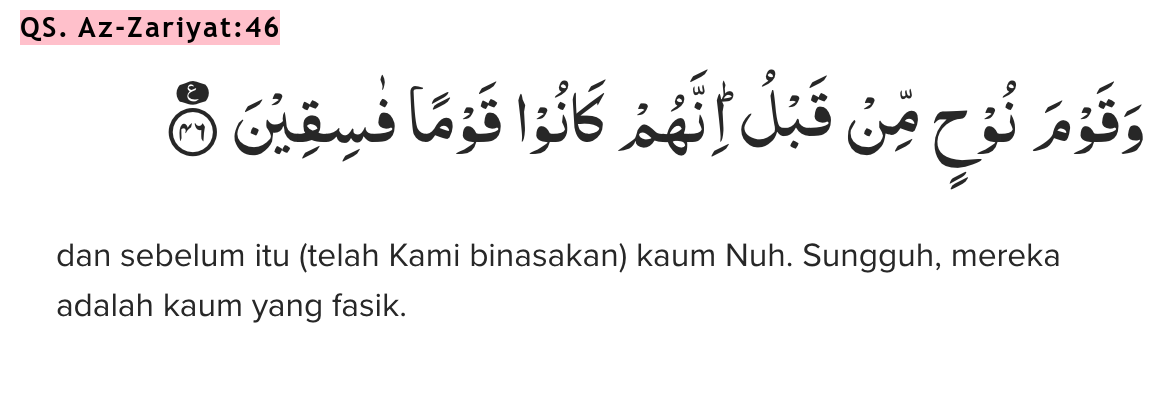 QS. Az-Zariyat:46
وَقَوْمَ نُوْحٍ مِّنْ قَبْلُ ۗ اِنَّهُمْ كَانُوْا قَوْمًا فٰسِقِيْنَ ࣖ ٤٦
dan sebelum itu (telah Kami binasakan) kaum Nuh. Sungguh, mereka
adalah kaum yang fasik.